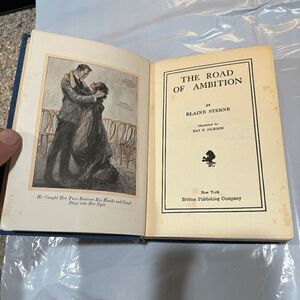 He Caught Her Face Between His Hands and Gazed
Deep into Her Eyes
THE ROAD
OF AMBITION
BY
ELAINE STERNE
Illustrated by
RAY N. JACKSON
New York
Britton Publishing Company